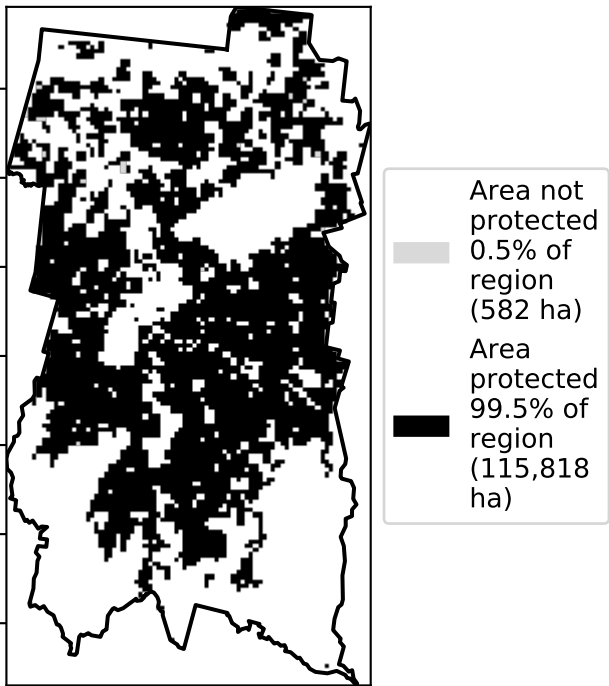 Area not
protected
0.5% of
region
(582 ha)
Area
protected
99.5% of
region
(115,818
ha)